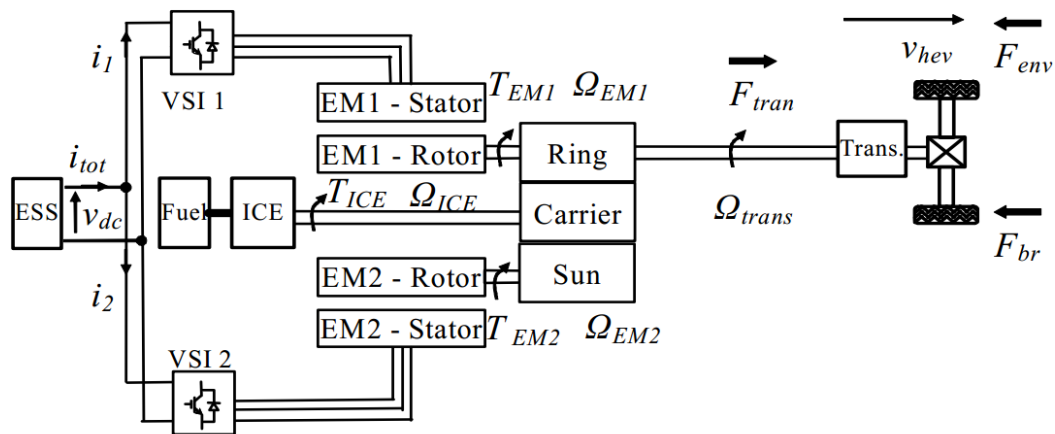 i1
VSI 1
EM1 - Stator
TEM1 ΩEM1
vhev
Fenv
Ftran
EM1 - Rotor
Ring
Trans.
itot
ESS
vdc
Fuel
ICE
TICE ΩICE
Carrier
Ωtrans
Fbr
i2
EM2 - Rotor
Sun
EM2 - Stator
TEM2 ΩEM2
VSI 2